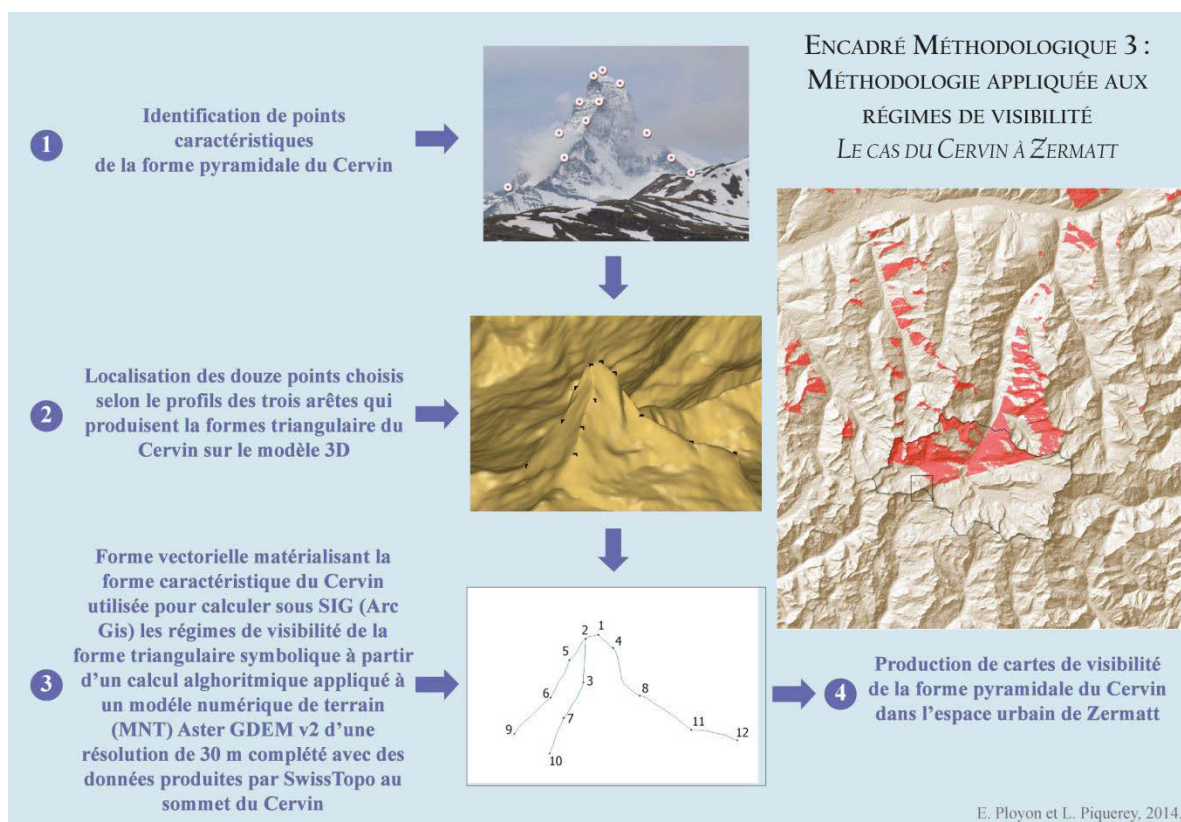 ENCADRÉ MÉTHODOLOGIQUE 3 :
MÉTHODOLOGIE APPLIQUÉE AUX
RÉGIMES DE VISIBILITÉ
LE CAS DU CERVIN À ZERMATT
1
Identification de points
caractéristiques
de la forme pyramidale du Cervin
2
Localisation des douze points choisis
selon le profils des trois arêtes qui
produisent la formes triangulaire du
Cervin sur le modèle 3D
3
Forme vectorielle matérialisant la
forme caractéristique du Cervin
utilisée pour calculer sous SIG (Arc
Gis) les régimes de visibilité de la
forme triangulaire symbolique à partir
d'un calcul alghoritmique appliqué à
un modéle numérique de terrain
(MNT) Aster GDEM v2 d'une
résolution de 30 m complété avec des
données produites par SwissTopo au
sommet du Cervin
1
2
4
5
3
6
8
7
9
11
12
10
4
Production de cartes de visibilité
de la forme pyramidale du Cervin
dans l'espace urbain de Zermatt
E. Ployon et L. Piquerey, 2014.